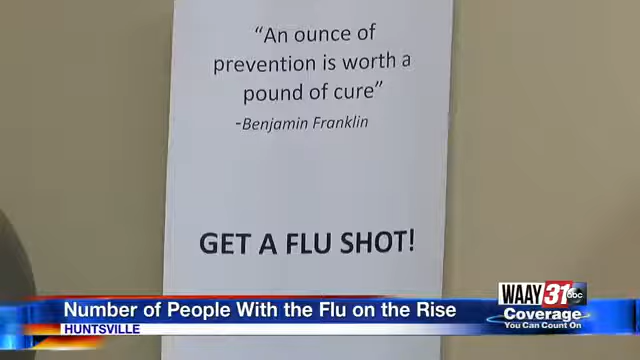 “An ounce of
prevention is worth a
pound of cure”
-Benjamin Franklin
GET A FLU SHOT!
Number of People With the Flu on the Rise
HUNTSVILLE
WAAY 31 abc
Coverage
You Can Count On